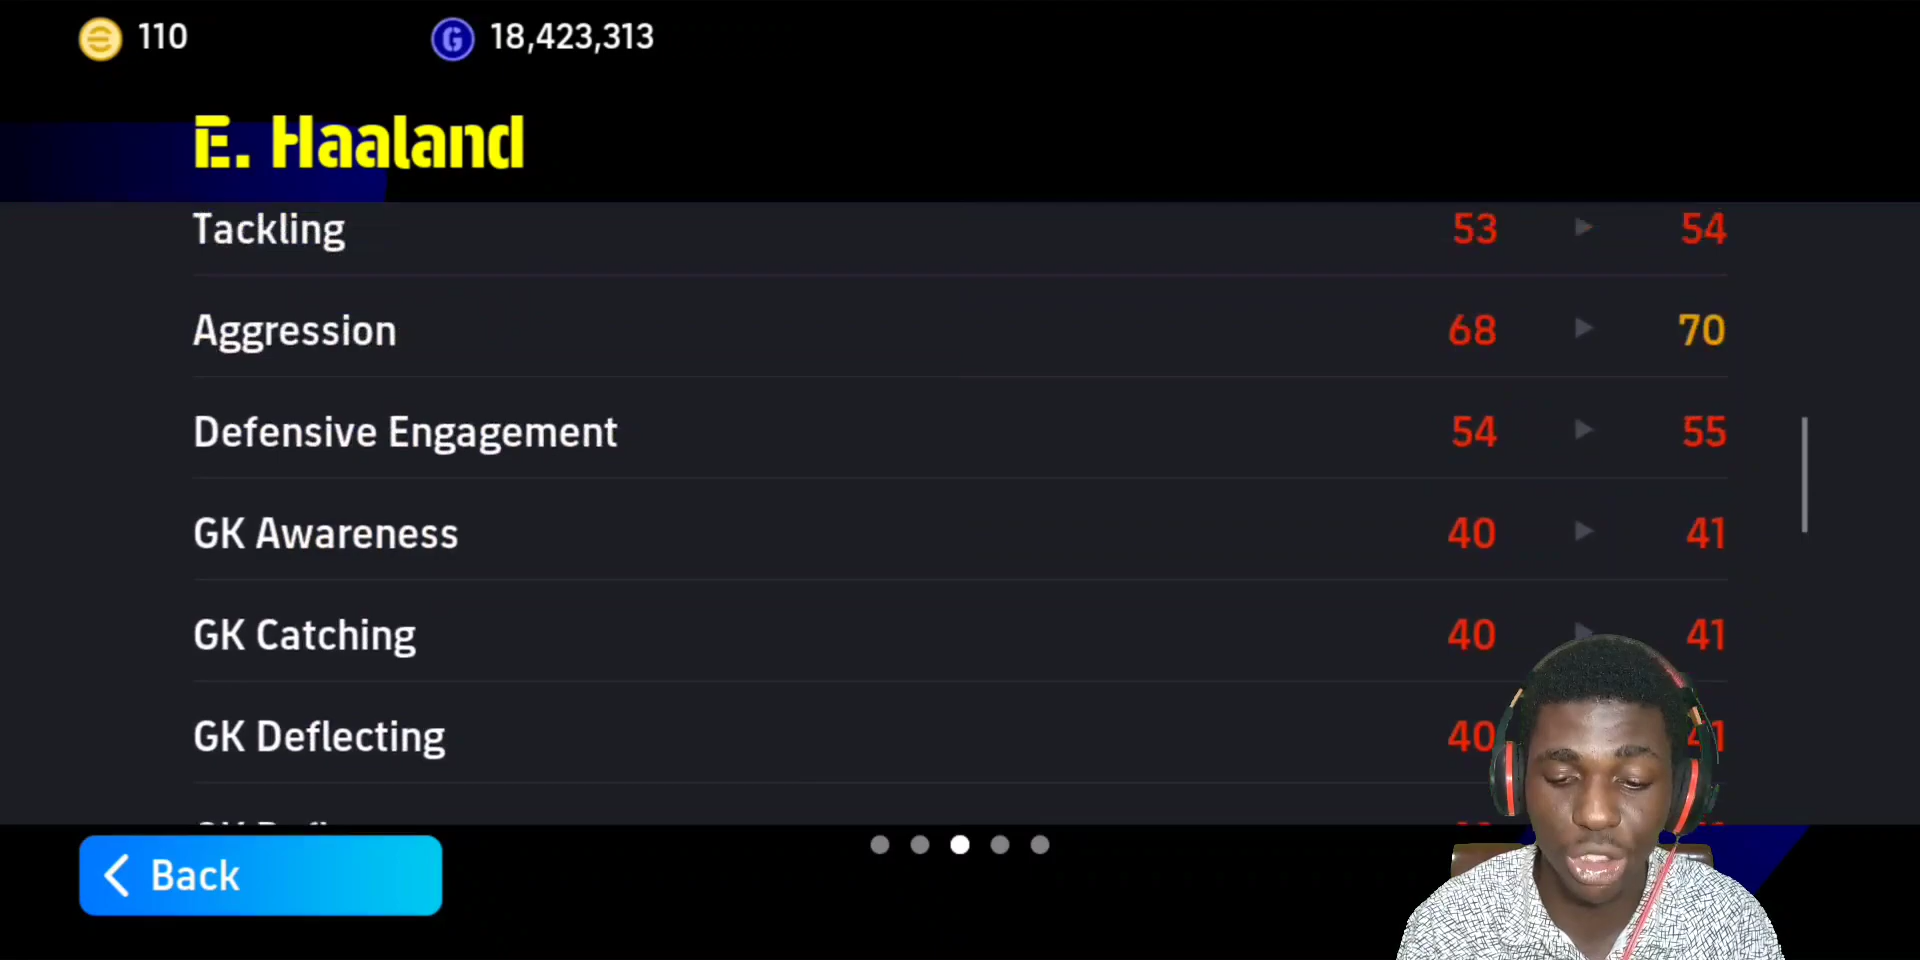 110 18,423,313
E. Haaland
Tackling 53 54
Aggression 68 70
Defensive Engagement 54 55
GK Awareness 40 41
GK Catching 40 41
GK Deflecting 40
Back